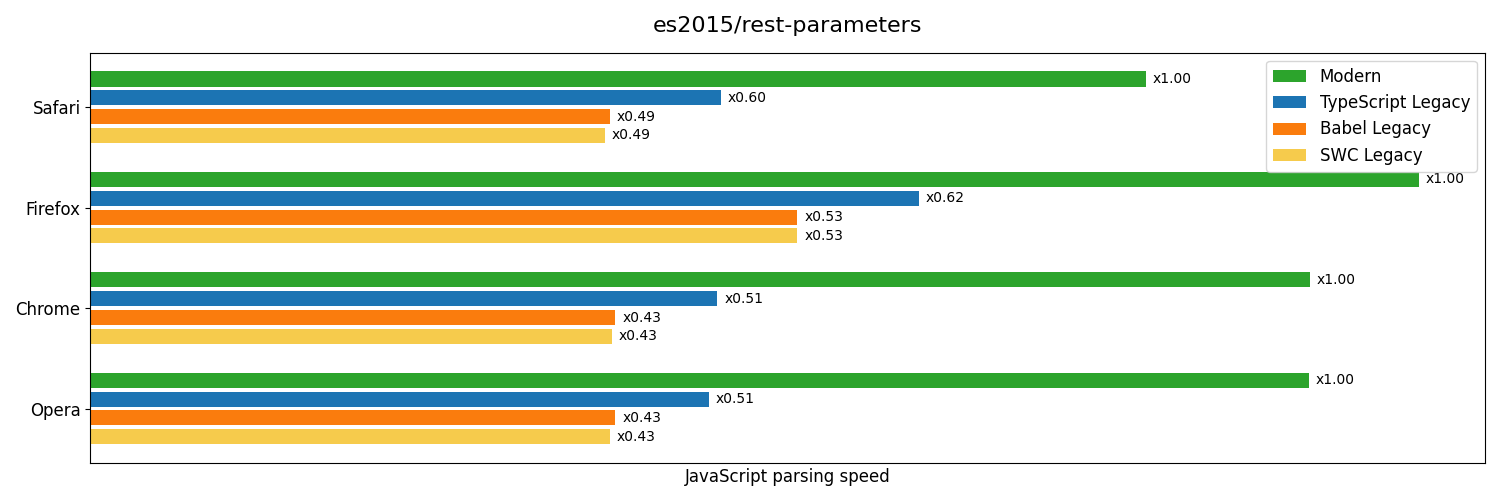 es2015/rest-parameters
Safari
x1.00
x0.60
x0.49
x0.49
Firefox
x1.00
x0.62
x0.53
x0.53
Chrome
x1.00
x0.51
x0.43
x0.43
Opera
x1.00
x0.51
x0.43
x0.43
Modern
TypeScript Legacy
Babel Legacy
SWC Legacy
JavaScript parsing speed